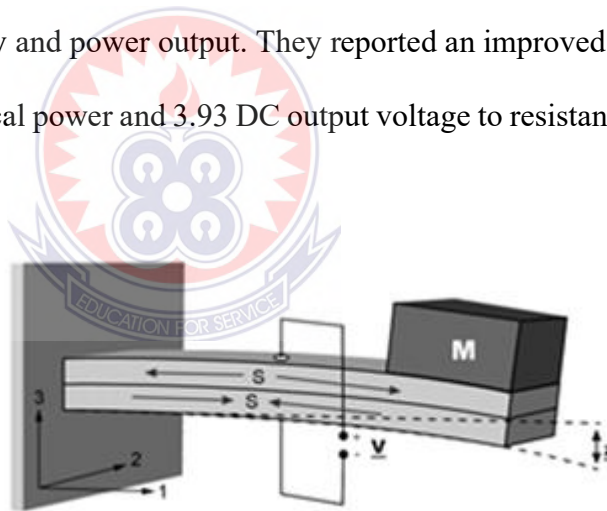 y and power output. They reported an improved
cal power and 3.93 DC output voltage to resistan
EDUCATION FOR SERVICE
M
S
S
3
V
2
1